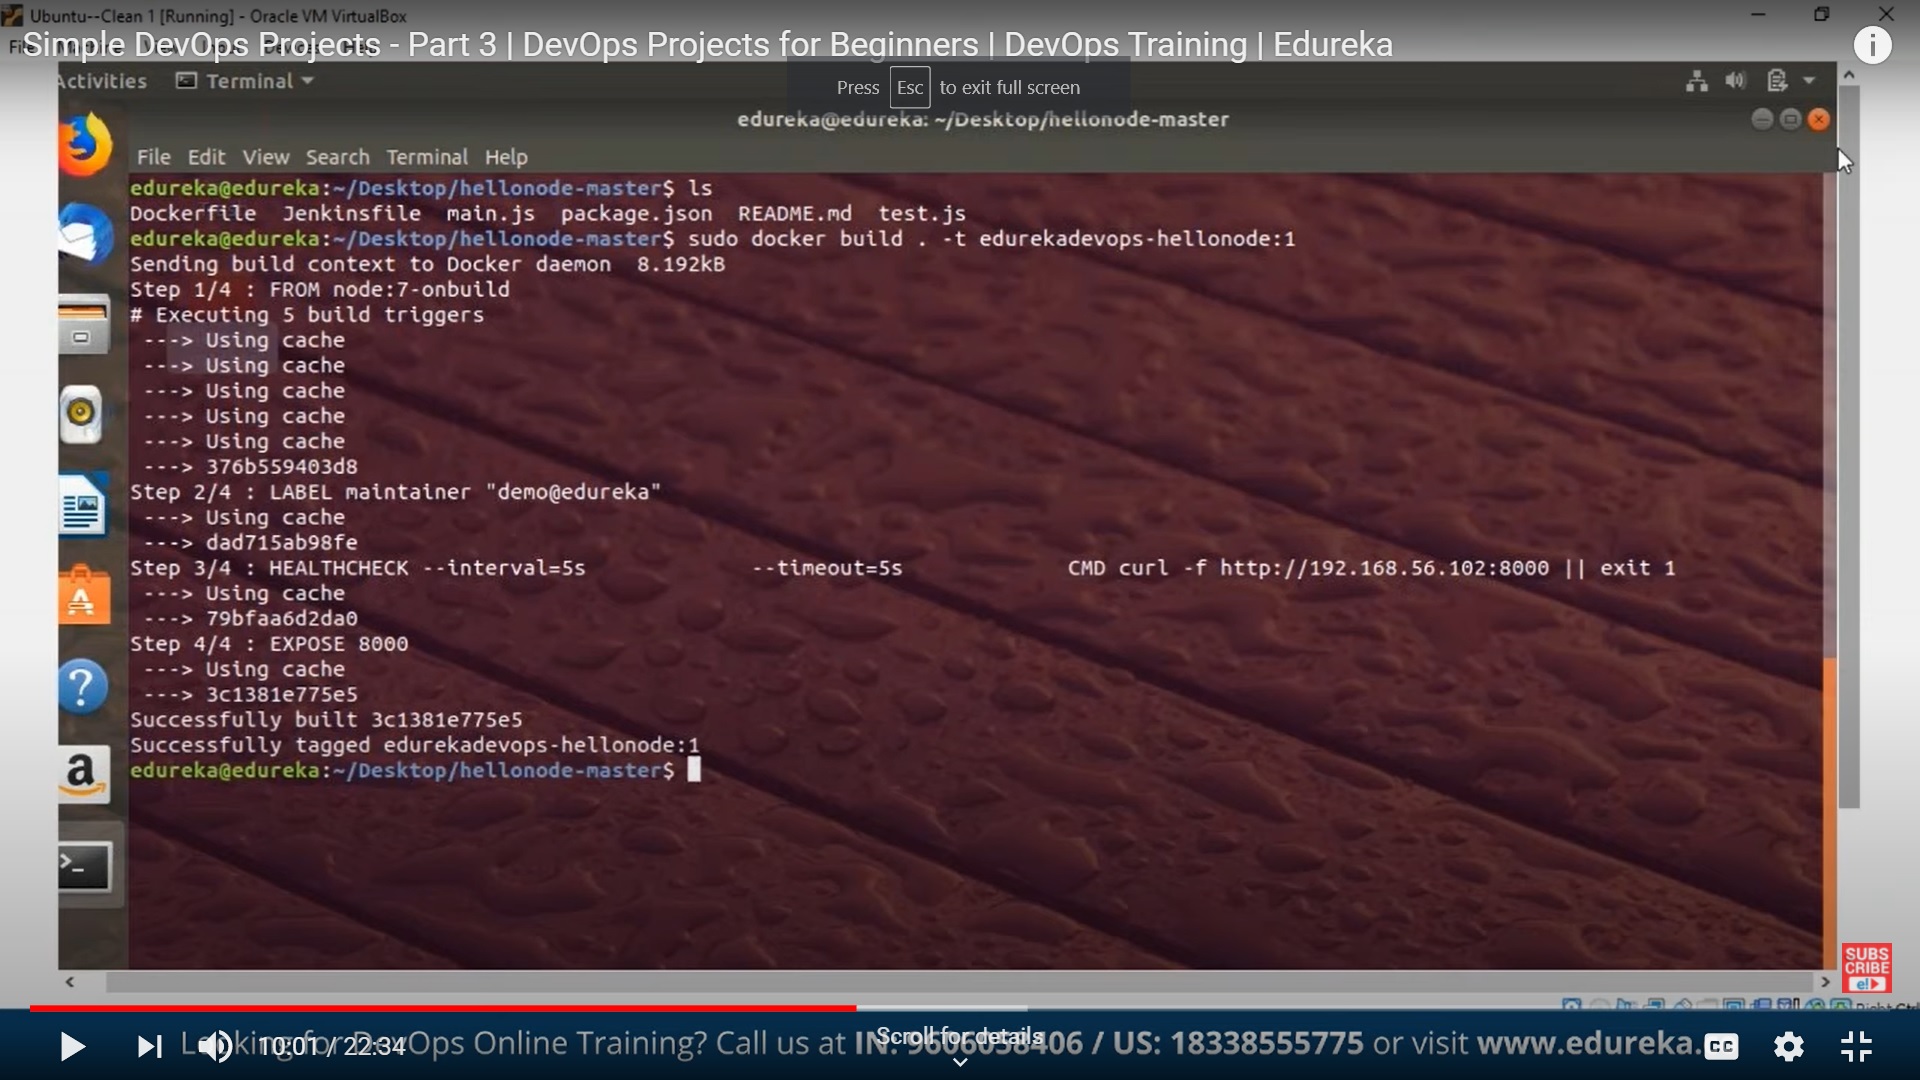 Ubuntu--Clean 1 [Running] - Oracle VM VirtualBox
Simple DevOps Projects - Part 3 | DevOps Projects for Beginners | DevOps Training | Edureka
Activities Terminal
Press Esc to exit full screen
edureka@edureka: ~/Desktop/hellonode-master
File Edit View Search Terminal Help
edureka@edureka:~/Desktop/hellonode-master$ ls
Dockerfile Jenkinsfile main.js package.json README.md test.js
edureka@edureka:~/Desktop/hellonode-master$ sudo docker build . -t edurekadevops-hellonode:1
Sending build context to Docker daemon 8.192kB
Step 1/4 : FROM node:7-onbuild
# Executing 5 build triggers
---> Using cache
---> Using cache
---> Using cache
---> Using cache
---> Using cache
---> 376b559403d8
Step 2/4 : LABEL maintainer "demo@edureka"
---> Using cache
---> dad715ab98fe
Step 3/4 : HEALTHCHECK --interval=5s --timeout=5s CMD curl -f http://192.168.56.102:8000 || exit 1
---> Using cache
---> 79bfaa6d2da0
Step 4/4 : EXPOSE 8000
---> Using cache
---> 3c1381e775e5
Successfully built 3c1381e775e5
Successfully tagged edurekadevops-hellonode:1
edureka@edureka:~/Desktop/hellonode-master$
SUBS
CRIBE
e!
Scroll for details
10:01 / 22:34
DevOps Online Training? Call us at IN: / US: 18338555775 or visit www.edureka.
CC